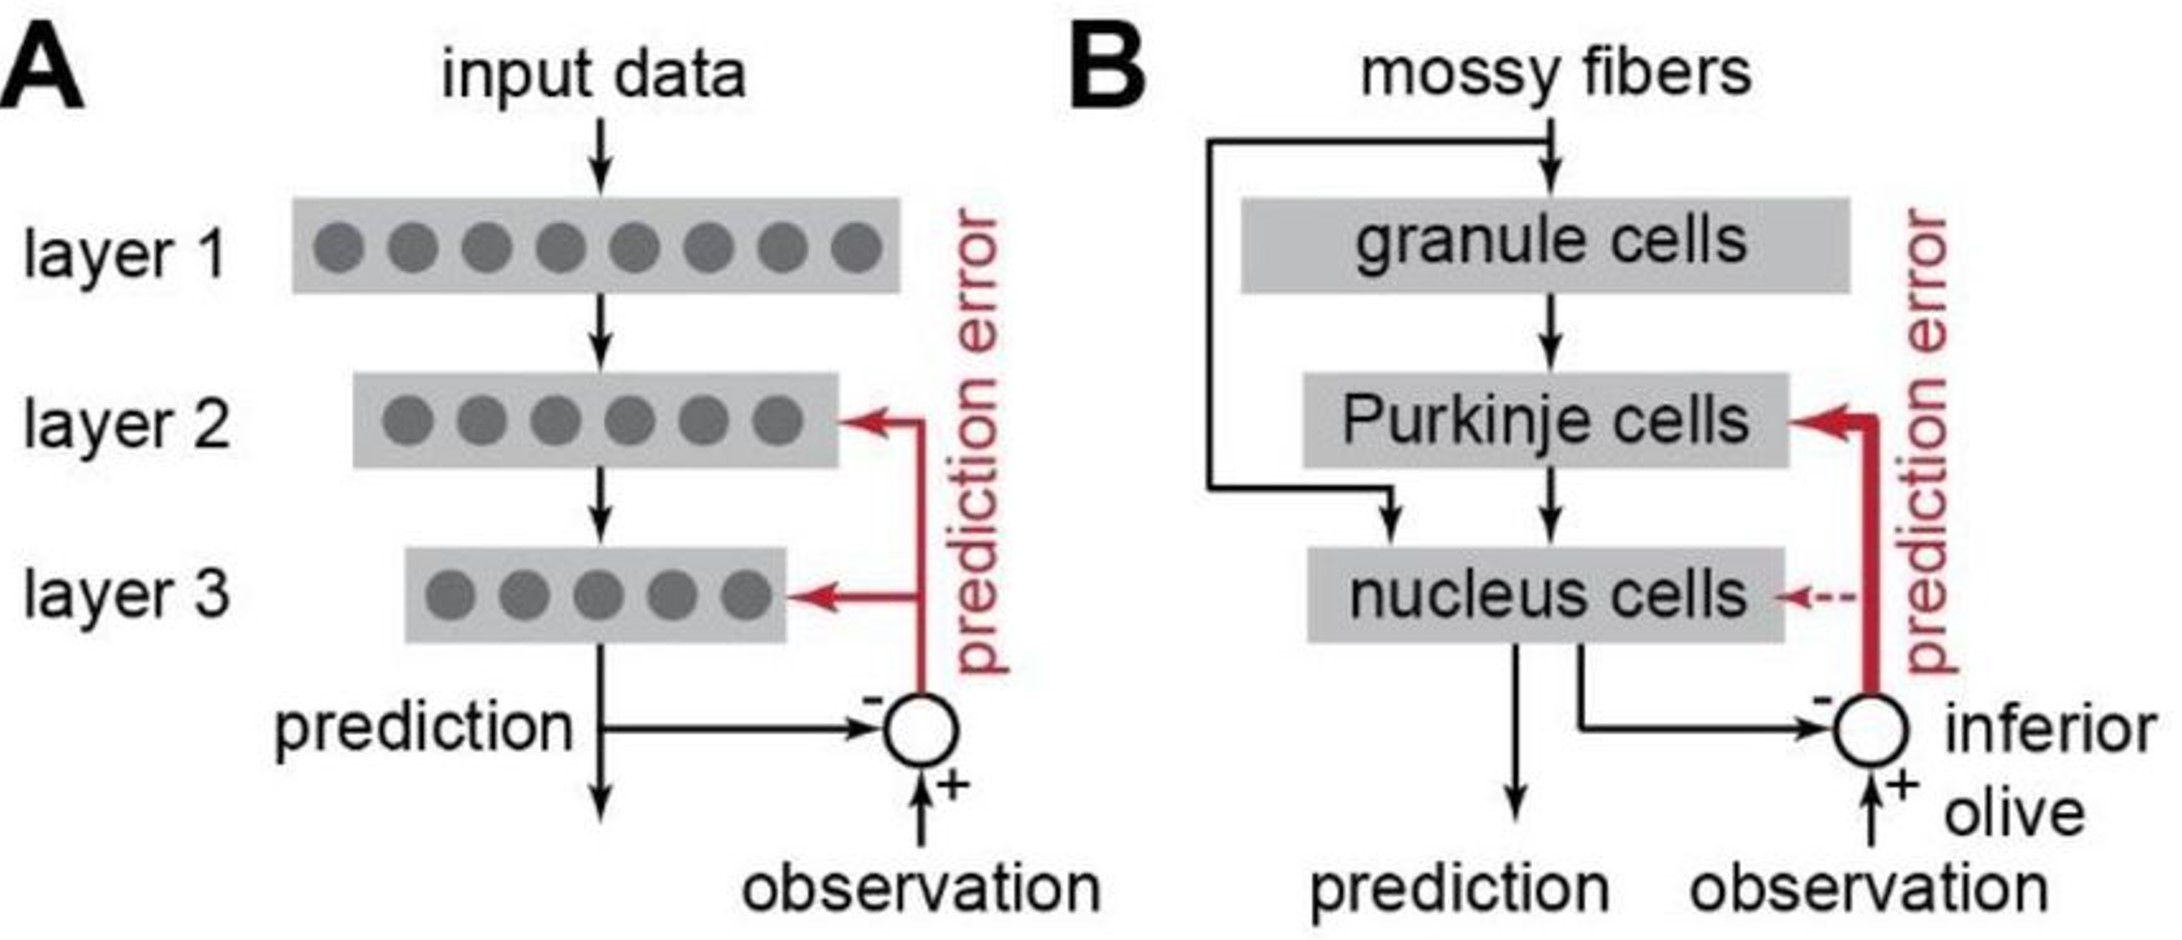 A
input data
layer 1
layer 2
layer 3
prediction error
prediction
-
+
observation
B
mossy fibers
granule cells
Purkinje cells
nucleus cells
prediction error
-
+
inferior
olive
prediction
observation